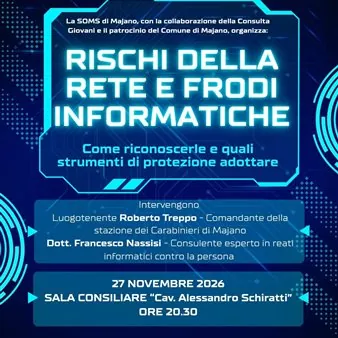 La SOMS di Majano, con la collaborazione della Consulta
Giovani e il patrocinio del Comune di Majano, organizza:
RISCHI DELLA
RETE E FRODI
INFORMATICHE
Come riconoscerle e quali
strumenti di protezione adottare
Intervengono
Luogotenente Roberto Treppo - Comandante della
stazione dei Carabinieri di Majano
Dott. Francesco Nassisi - Consulente esperto in reati
informatici contro la persona
27 NOVEMBRE 2026
SALA CONSILIARE "Cav. Alessandro Schiratti"
ORE 20.30